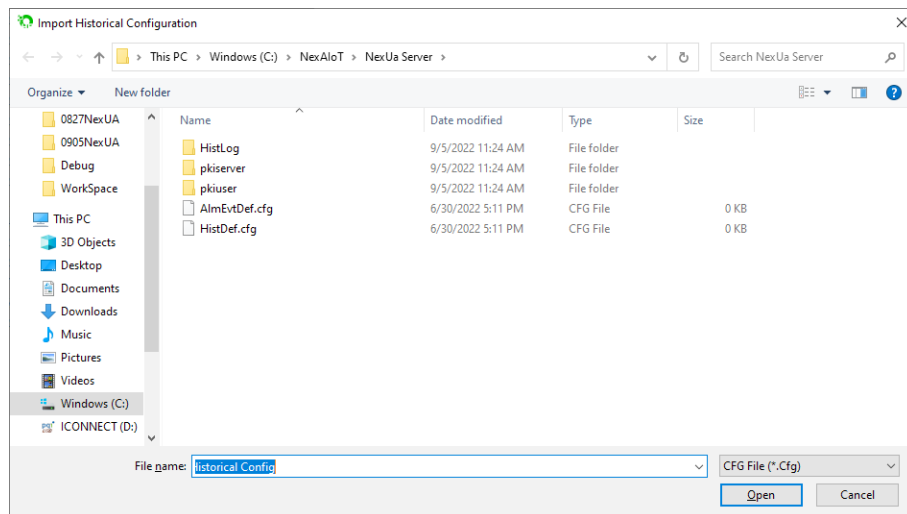 Import Historical Configuration
This PC > Windows (C:) > NexAIoT > NexUa Server >
Search NexUa Server
Organize New folder
0827NexUA
0905NexUA
Debug
WorkSpace
This PC
3D Objects
Desktop
Documents
Downloads
Music
Pictures
Videos
Windows (C:)
ICONNECT (D:)
Name Date modified Type Size
HistLog 9/5/2022 11:24 AM File folder
pkiserver 9/5/2022 11:24 AM File folder
pkiuser 9/5/2022 11:24 AM File folder
AlmEvtDef.cfg 6/30/2022 5:11 PM CFG File 0 KB
HistDef.cfg 6/30/2022 5:11 PM CFG File 0 KB
File name: Historical Config CFG File (*.Cfg)
Open Cancel